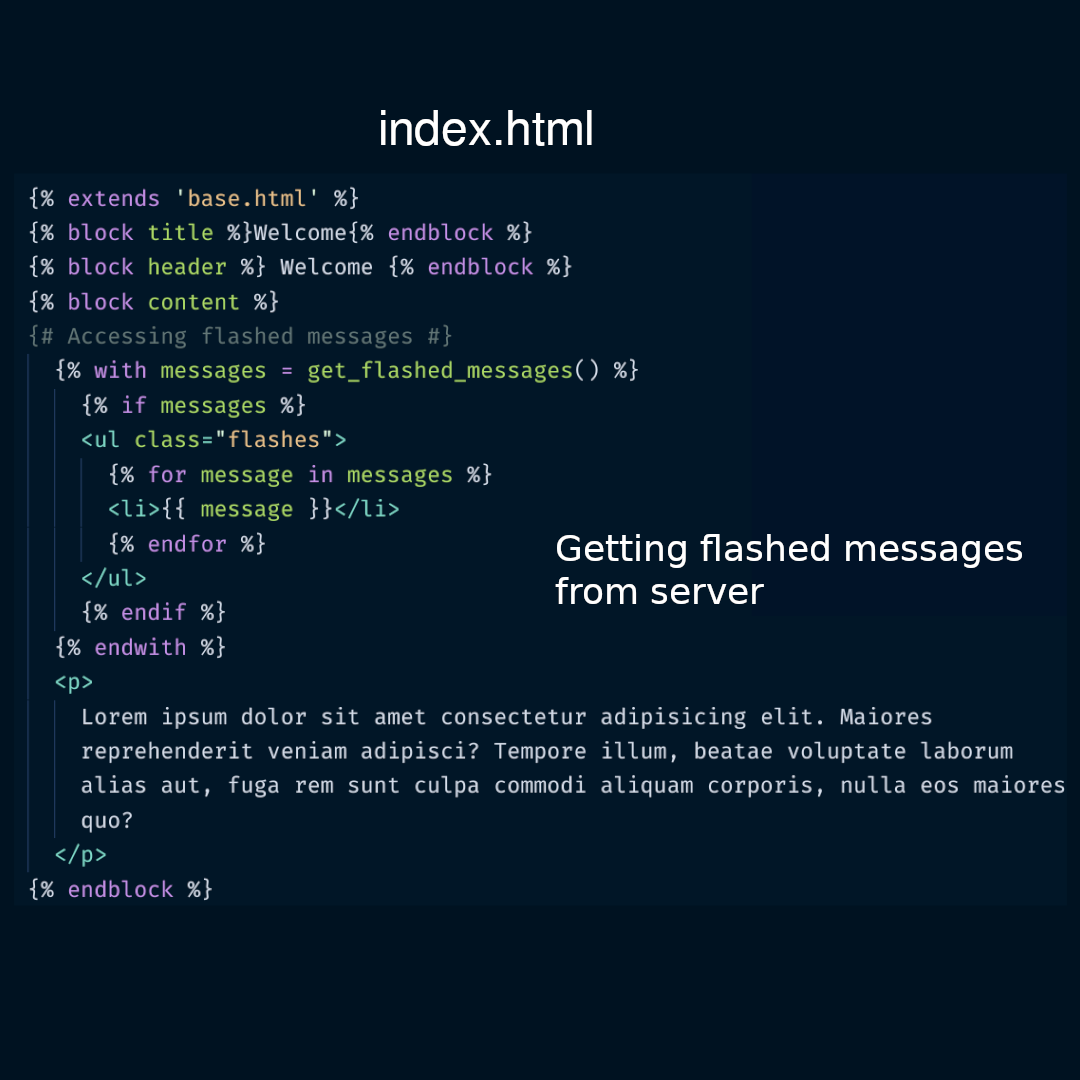 index.html
{% extends 'base.html' %}
{% block title %}Welcome{% endblock %}
{% block header %} Welcome {% endblock %}
{% block content %}
{# Accessing flashed messages #}
{% with messages = get_flashed_messages() %}
{% if messages %}
<ul class="flashes">
{% for message in messages %}
<li>{{ message }}</li>
{% endfor %}
</ul>
{% endif %}
{% endwith %}
Getting flashed messages
from server
<p>
Lorem ipsum dolor sit amet consectetur adipisicing elit. Maiores
reprehenderit veniam adipisci? Tempore illum, beatae voluptate laborum
alias aut, fuga rem sunt culpa commodi aliquam corporis, nulla eos maiores
quo?
</p>
{% endblock %}